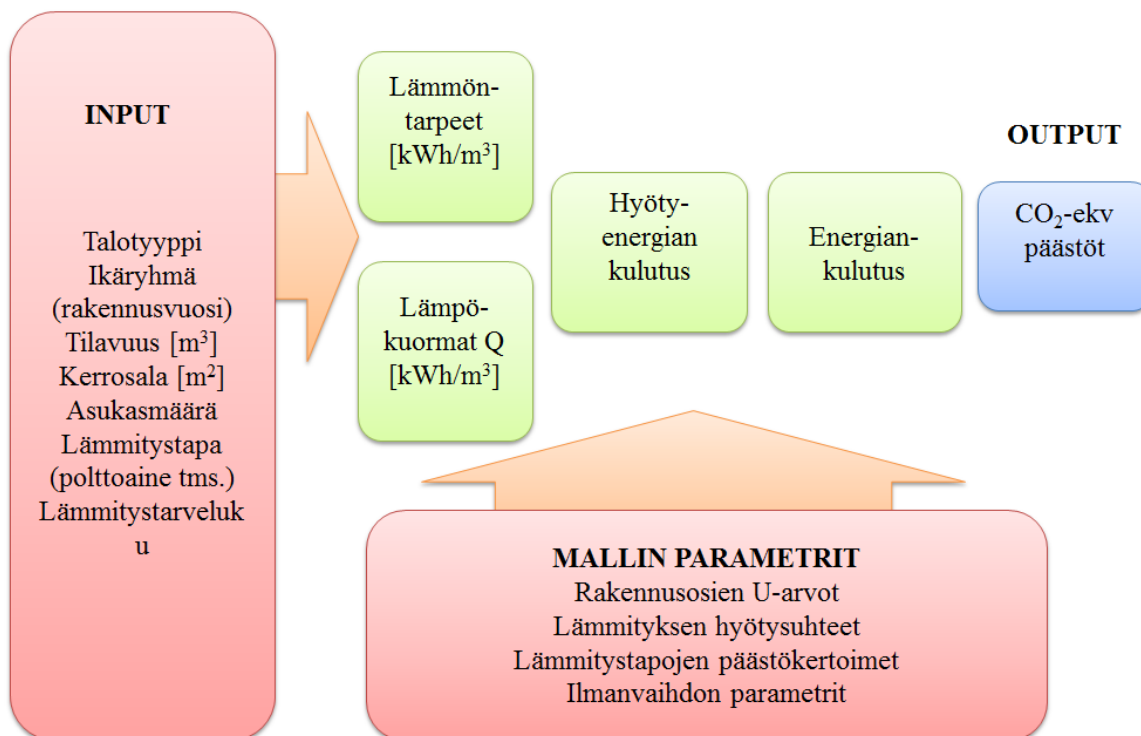 INPUT
Talotyyppi
Ikäryhmä
(rakennusvuosi)
Tilavuus [m³]
Kerrosala [m²]
Asukasmäärä
Lämmitystapa
(polttoaine tms.)
Lämmitystarveluk
u
Lämmön-
tarpeet
[kWh/m³]
Lämpö-
kuormat Q
[kWh/m³]
Hyöty-
energian
kulutus
Energian-
kulutus
OUTPUT
CO₂-ekv
päästöt
MALLIN PARAMETRIT
Rakennusosien U-arvot
Lämmityksen hyötysuhteet
Lämmitystapojen päästökertoimet
Ilmanvaihdon parametrit